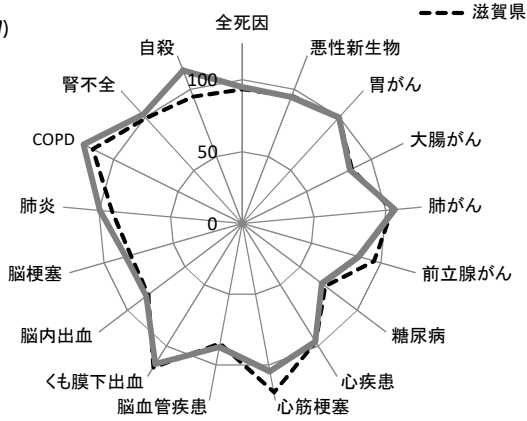 滋賀県
全死因
悪性新生物
胃がん
大腸がん
肺がん
前立腺がん
糖尿病
心疾患
心筋梗塞
脳血管疾患
くも膜下出血
脳内出血
脳梗塞
肺炎
COPD
腎不全
自殺
100
50
0